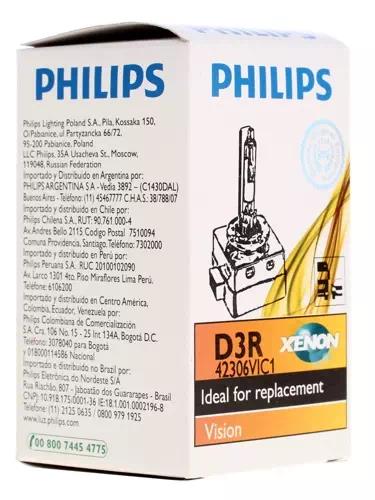 PHILIPS
Philips Lighting Poland S.A., Pila, Kossaka 150,
O/Pabianice, ul Partyzancka 66/72,
95-200 Pabianice, Poland
LLC Philips, 35A Usacheva St., Moscow,
119048, Russian Federation
Importado y Distribuido en Argentina por:
PHILIPS ARGENTINA S.A - Vedia 3892 – (C1430DAL)
Buenos Aires - Telefono: (11) 45467777 C.H.A.S: 38/788/07
Importado y distribuido en Chile por:
Philips Chilena S.A., RUT: 90.761 000-4
Av.Andres Bello 2115 Codigo Postal 7510094
Comuna Providencia, Santiago. Telefono: 7302000
Importado y distribuido en Perú por:
Philips Peruana S.A. RUC 20100102090
Av. Larco 1301 4to. Piso Miraflores Lima Perú,
Telefono: 6106200
Importado y distribuido en Centro América,
Colombia, Ecuador, Venezuela por:
Philips Colombiana de Comercialización
S.A. Cra. 106 No. 15 - 25 Int 134A, Bogotá D.C.
Teléfono: 3078040 para Bogotá D.C. y
018000114586 Nacional
Importado y distribuido no Brazil por:
Philips Eletrônica do Nordeste S/A
Rua Riachão, 807 – Jaboatão dos Guararapes – Brasil
CNPJ: 10.918.175/0001-36 IE:18.1.001.0002196-8
Tel.: (11) 2125 0635 / 0800 979 1925
www.luz.philips.com
00 800 7445 4775
PHILIPS
D3R
42306VIC1
XENON
Ideal for replacement
Vision